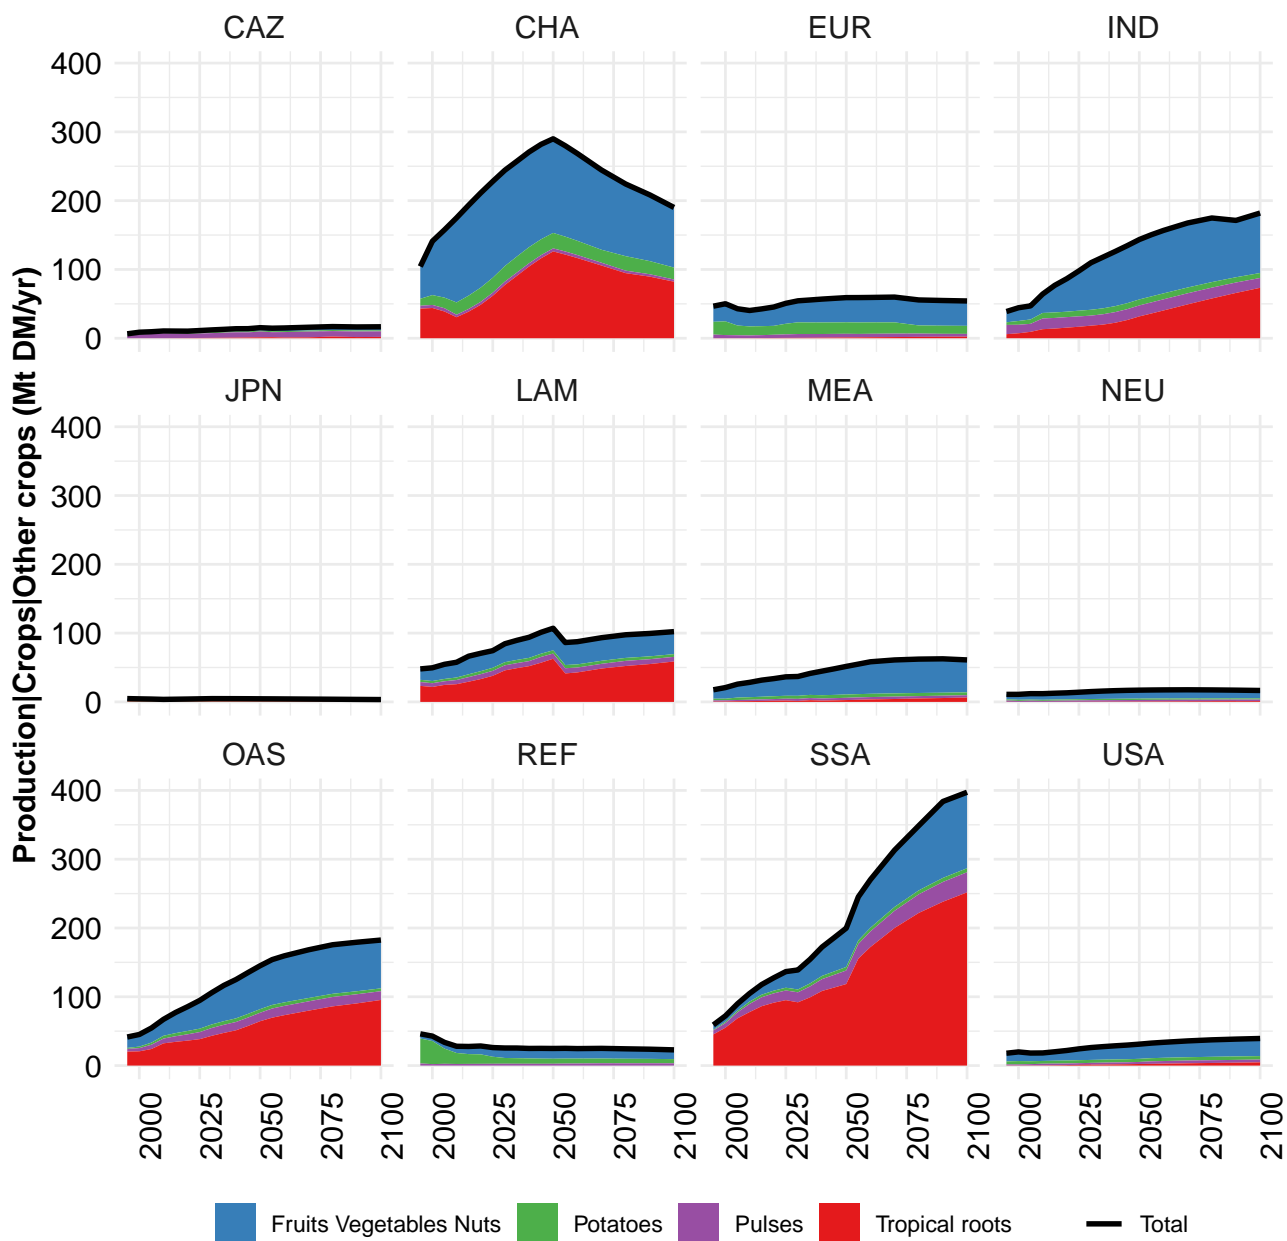 CAZ CHA EUR IND
400
300
200
100
0
JPN LAM MEA NEU
400
300
200
100
0
OAS REF SSA USA
400
300
200
100
0
2000 2025 2050 2075 2100 2000 2025 2050 2075 2100 2000 2025 2050 2075 2100 2000 2025 2050 2075 2100
Production|Crops|Other crops (Mt DM/yr)
Fruits Vegetables Nuts Potatoes Pulses Tropical roots Total